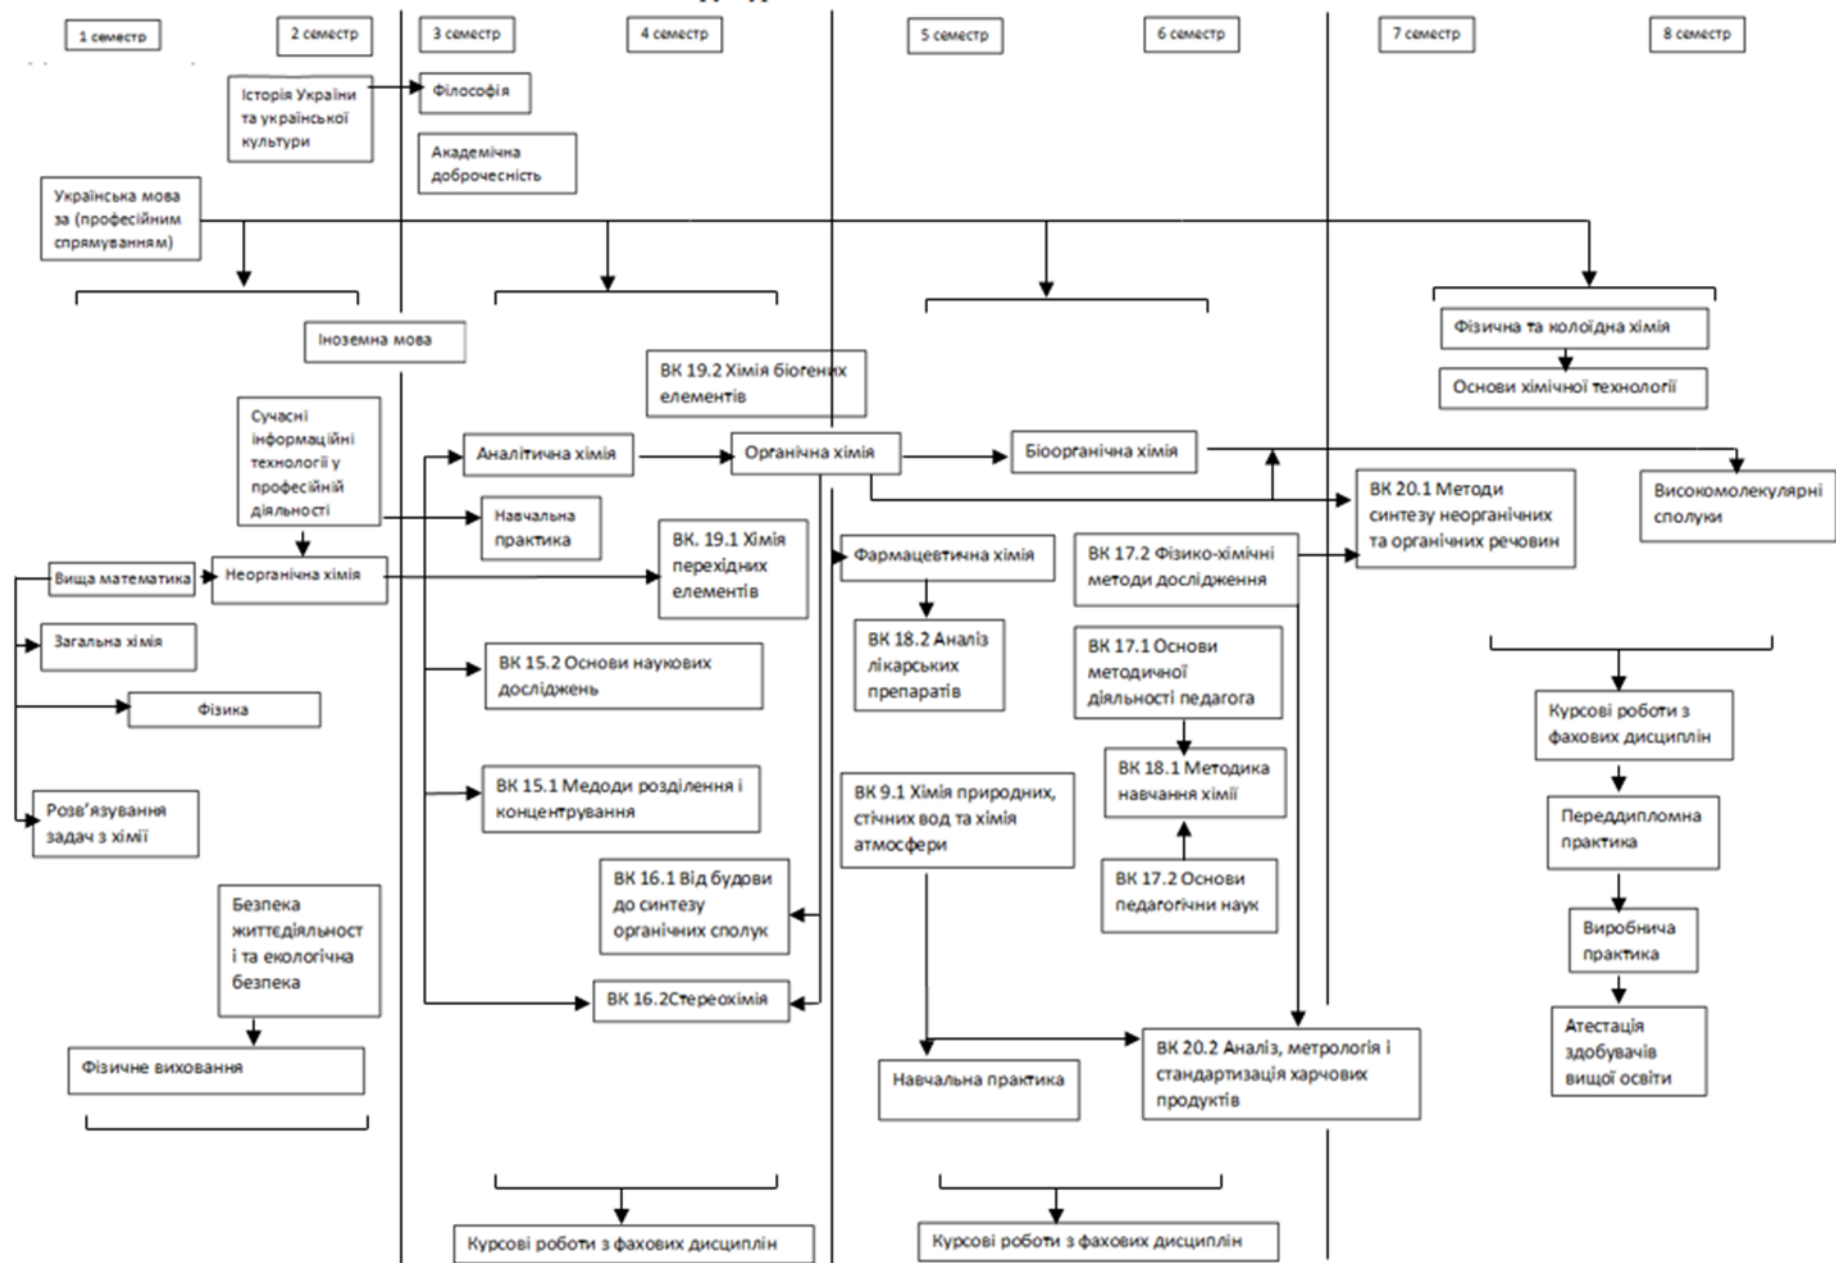 1 семестр
2 семестр
3 семестр
4 семестр
5 семестр
6 семестр
7 семестр
8 семестр
Історія України
та української
культури
Філософія
Академічна
доброчесність
Українська мова
за (професійним
спрямуванням)
Іноземна мова
Фізична та колоїдна хімія
Основи хімічної технології
ВК 19.2 Хімія біогених
елементів
Сучасні
інформаційні
технології у
професійній
діяльності
Аналітична хімія
Органічна хімія
Біоорганічна хімія
ВК 20.1 Методи
синтезу неорганічних
та органічних речовин
Високомолекулярні
сполуки
Навчальна
практика
ВК. 19.1 Хімія
перехідних
елементів
Фармацевтична хімія
ВК 17.2 Фізико-хімічні
методи дослідження
Вища математика
Неорганічна хімія
Загальна хімія
Фізика
ВК 15.2 Основи наукових
досліджень
ВК 18.2 Аналіз
лікарських
препаратів
ВК 17.1 Основи
методичної
діяльності педагога
Курсові роботи з
фахових дисциплін
Розв’язування
задач з хімії
ВК 15.1 Медоди розділення і
концентрування
ВК 9.1 Хімія природних,
стічних вод та хімія
атмосфери
ВК 18.1 Методика
навчання хімії
Переддипломна
практика
Безпека
життєдіяльност
і та екологічна
безпека
ВК 16.1 Від будови
до синтезу
органічних сполук
ВК 17.2 Основи
педагогічни наук
Виробнича
практика
ВК 16.2Стереохімія
Фізичне виховання
Навчальна практика
ВК 20.2 Аналіз, метрологія і
стандартизація харчових
продуктів
Атестація
здобувачів
вищої освіти
Курсові роботи з фахових дисциплін
Курсові роботи з фахових дисциплін